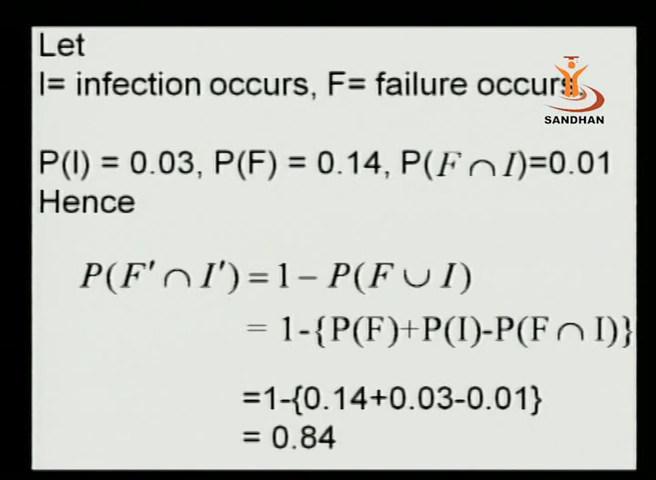 Let
I= infection occurs, F= failure occurs.
SANDHAN
P(I) = 0.03, P(F) = 0.14, P(F ∩ I)=0.01
Hence
P(F' ∩ I') = 1 − P(F ∪ I)
= 1-{P(F)+P(I)-P(F ∩ I)}
=1-{0.14+0.03-0.01}
= 0.84